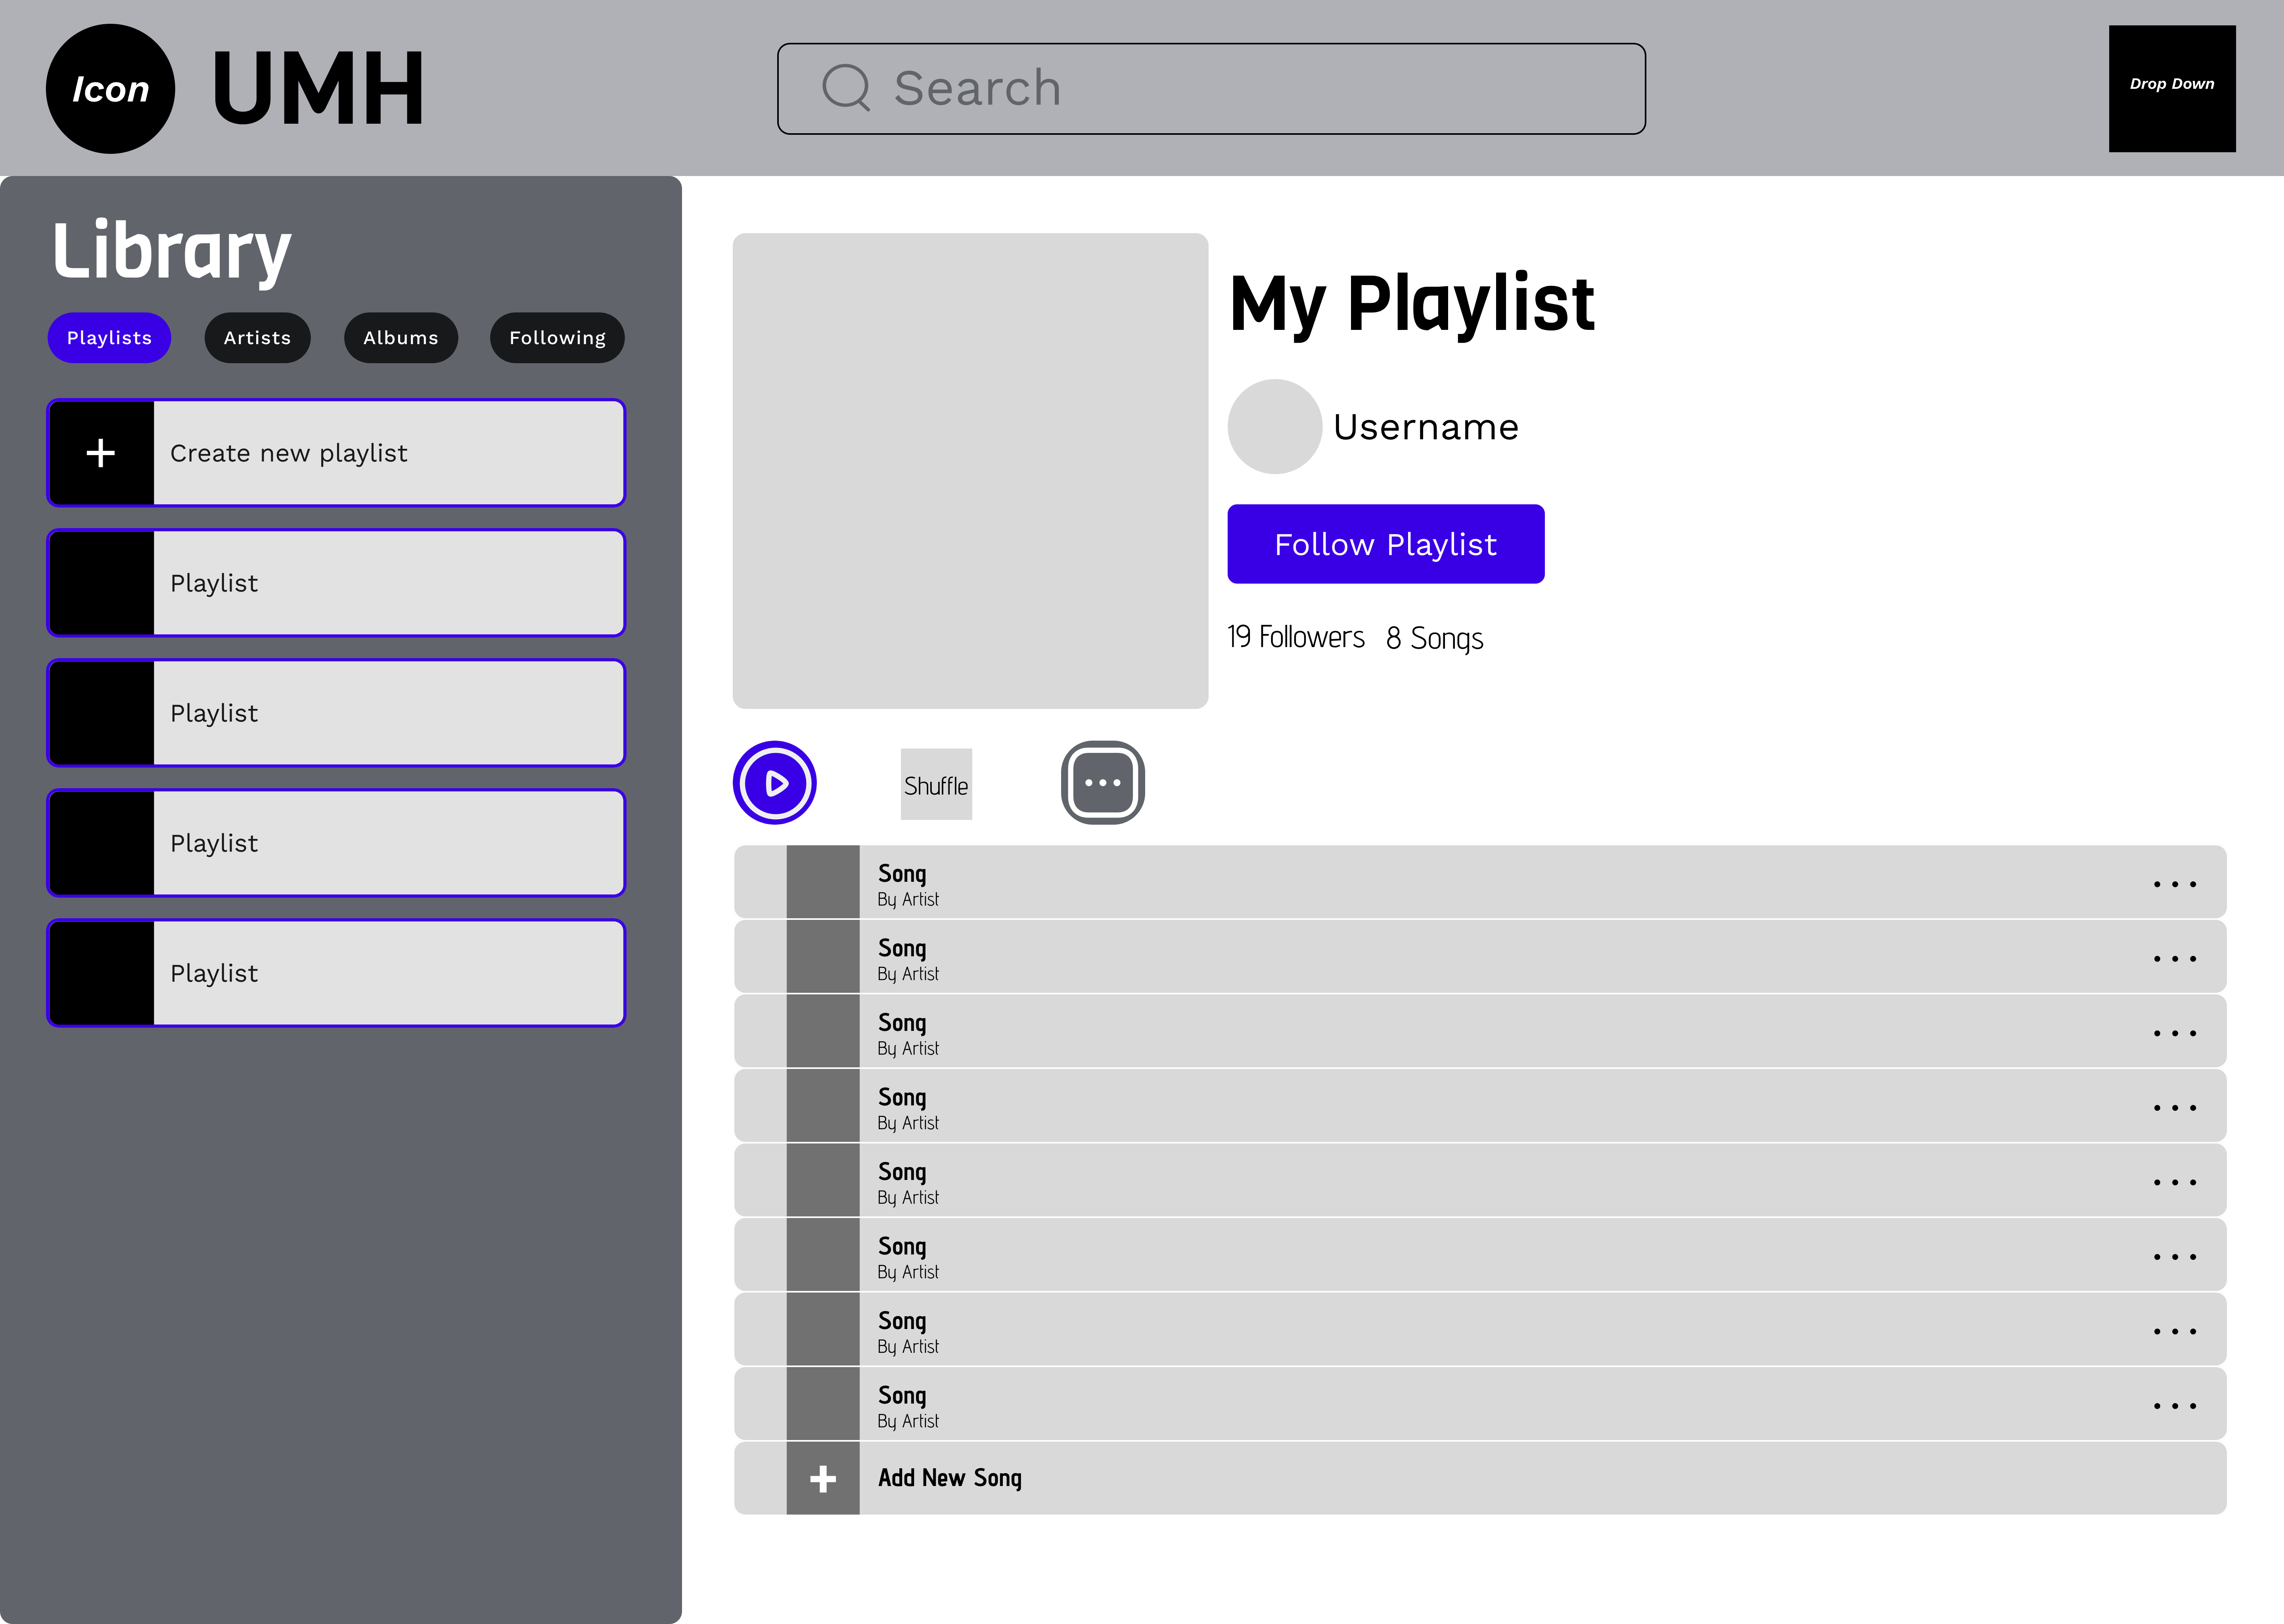 Icon
UMH
Search
Drop Down
Library
Playlists
Artists
Albums
Following
Create new playlist
Playlist
Playlist
Playlist
Playlist
My Playlist
Username
Follow Playlist
19 Followers 8 Songs
Shuffle
Song
By Artist
Song
By Artist
Song
By Artist
Song
By Artist
Song
By Artist
Song
By Artist
Song
By Artist
Song
By Artist
Add New Song